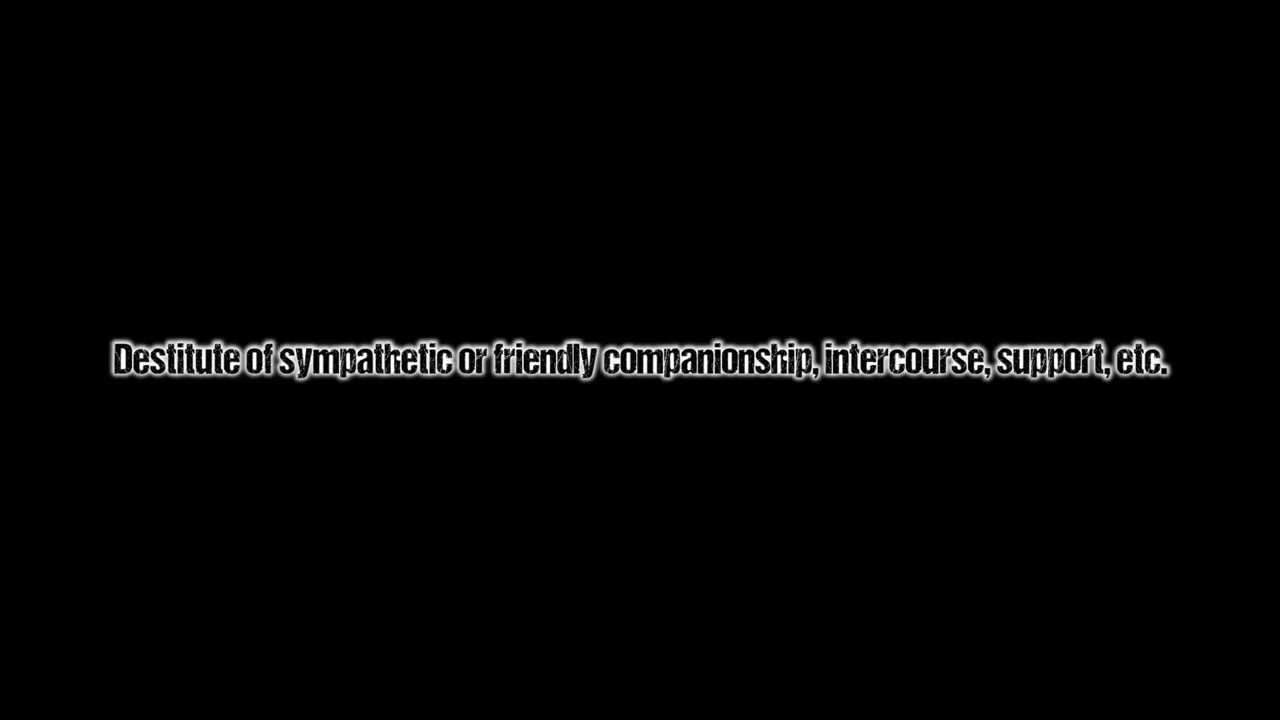 Destitute of sympathetic or friendly companionship, intercourse, support, etc.